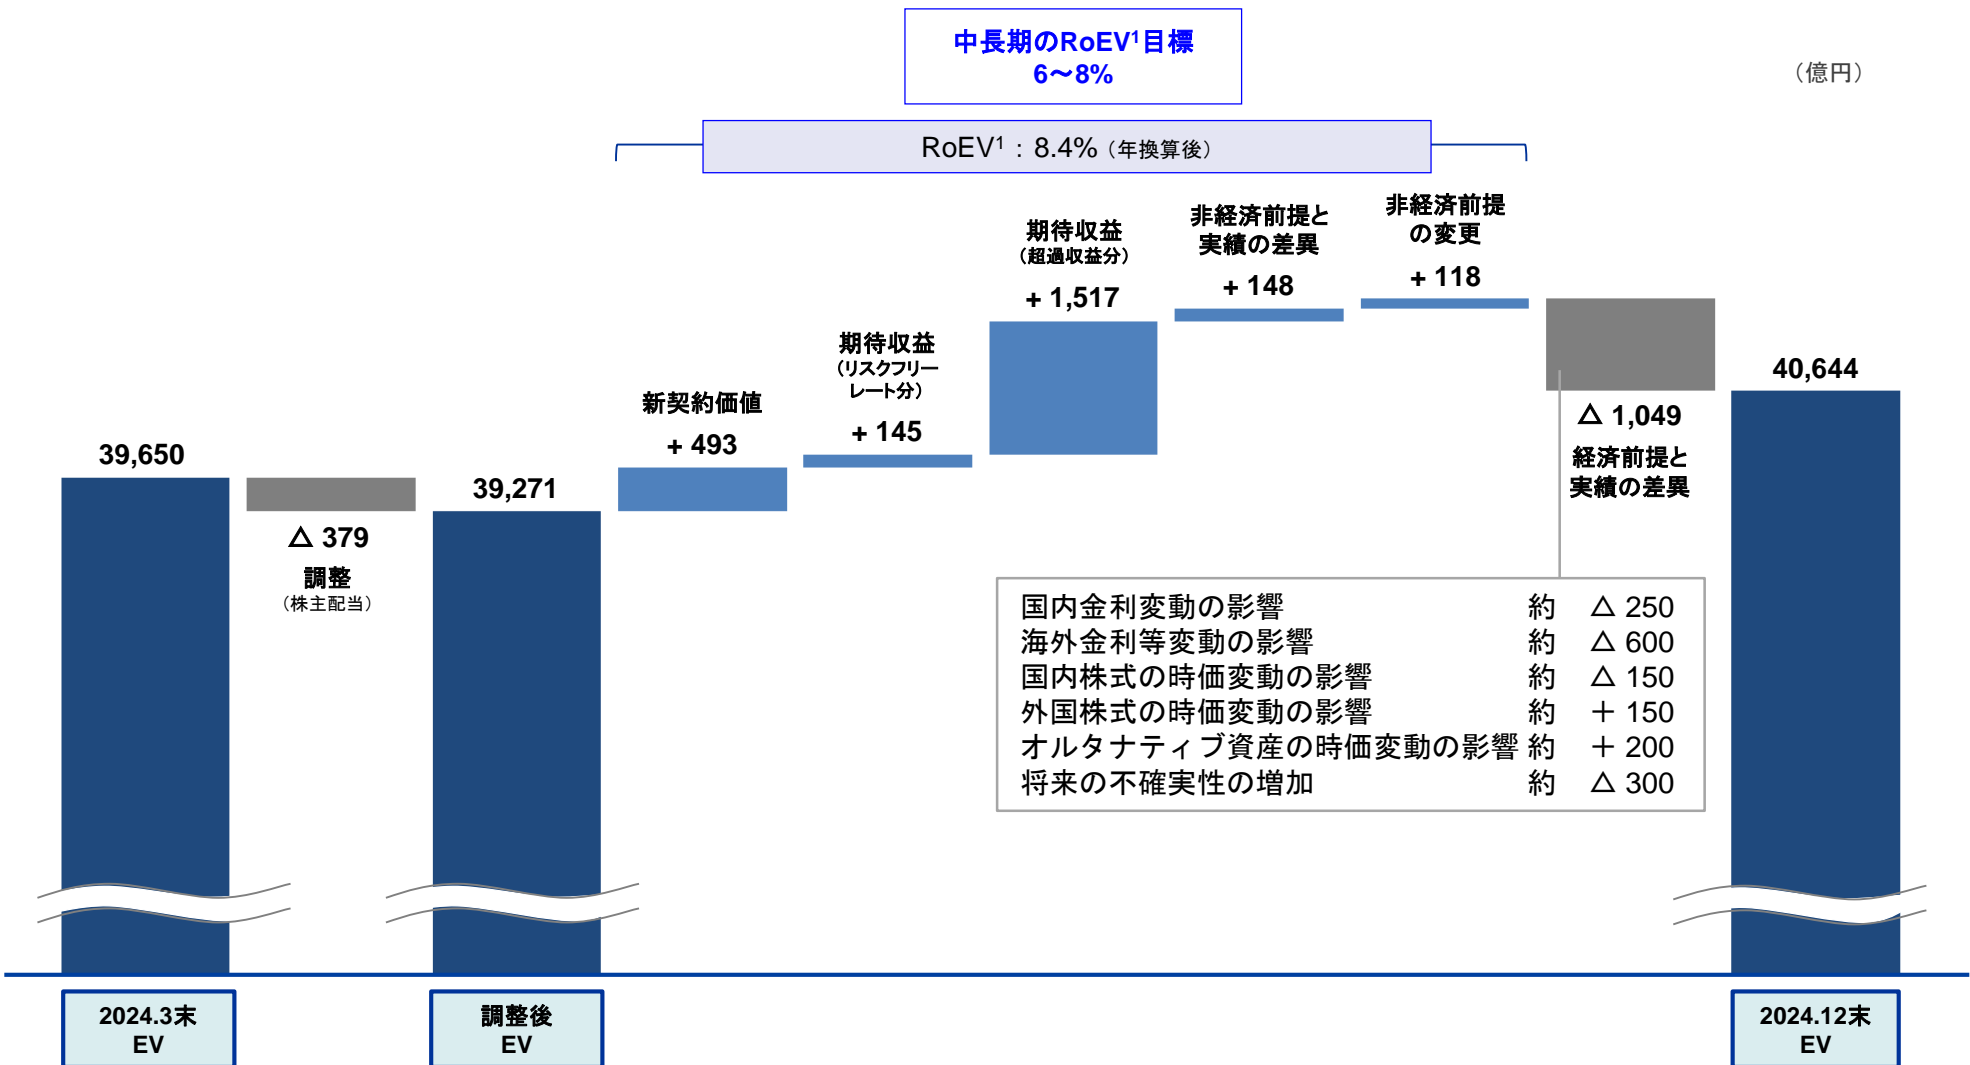 中長期のRoEV¹目標
6～8%
（億円）
RoEV¹：8.4%（年換算後）
39,650
△ 379
調整
（株主配当）
39,271
新契約価値
+ 493
期待収益
（リスクフリー
レート分）
+ 145
期待収益
（超過収益分）
+ 1,517
非経済前提と
実績の差異
+ 148
非経済前提
の変更
+ 118
△ 1,049
経済前提と
実績の差異
40,644
国内金利変動の影響 約 △ 250
海外金利等変動の影響 約 △ 600
国内株式の時価変動の影響 約 △ 150
外国株式の時価変動の影響 約 ＋ 150
オルタナティブ資産の時価変動の影響 約 ＋ 200
将来の不確実性の増加 約 △ 300
2024.3末
EV
調整後
EV
2024.12末
EV